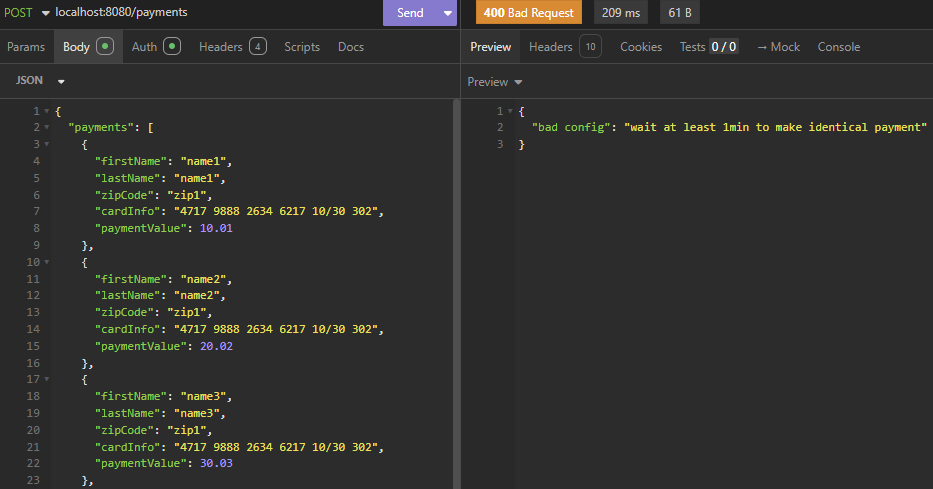 POST localhost:8080/payments Send 400 Bad Request 209 ms 61 B
Params Body Auth Headers 4 Scripts Docs Preview Headers 10 Cookies Tests 0 / 0 → Mock Console
JSON Preview
1 {
2 "payments": [
3 {
4 "firstName": "name1",
5 "lastName": "name1",
6 "zipCode": "zip1",
7 "cardInfo": "4717 9888 2634 6217 10/30 302",
8 "paymentValue": 10.01
9 },
10 {
11 "firstName": "name2",
12 "lastName": "name2",
13 "zipCode": "zip1",
14 "cardInfo": "4717 9888 2634 6217 10/30 302",
15 "paymentValue": 20.02
16 },
17 {
18 "firstName": "name3",
19 "lastName": "name3",
20 "zipCode": "zip1",
21 "cardInfo": "4717 9888 2634 6217 10/30 302",
22 "paymentValue": 30.03
23 },
1 {
2 "bad config": "wait at least 1min to make identical payment"
3 }